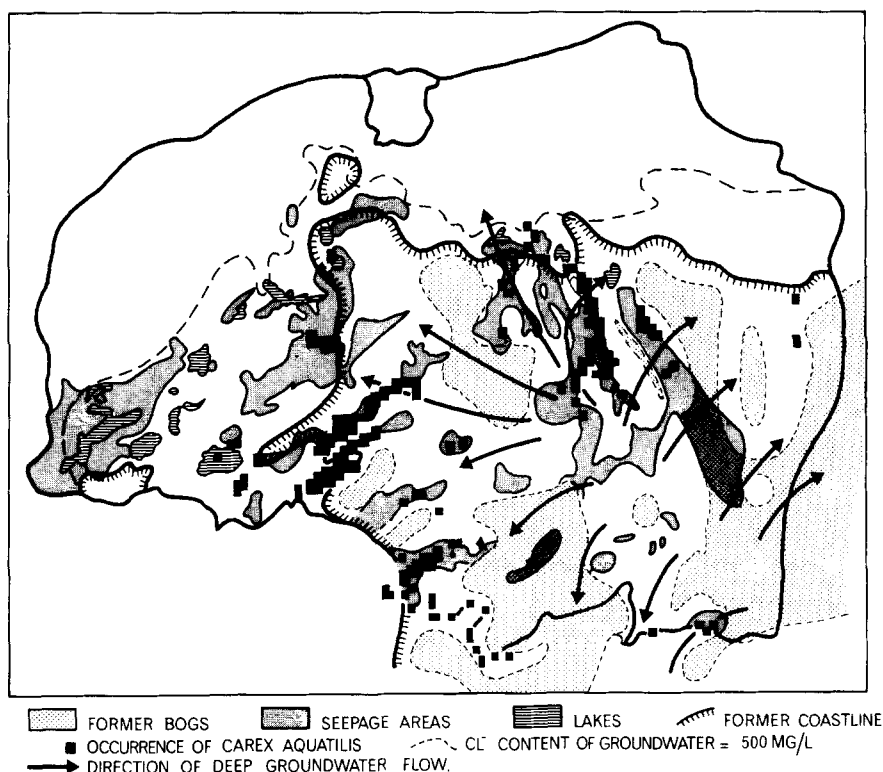 FORMER BOGS SEEPAGE AREAS LAKES FORMER COASTLINE
OCCURRENCE OF CAREX AQUATILIS CL⁻ CONTENT OF GROUNDWATER = 500 MG/L
DIRECTION OF DEEP GROUNDWATER FLOW.